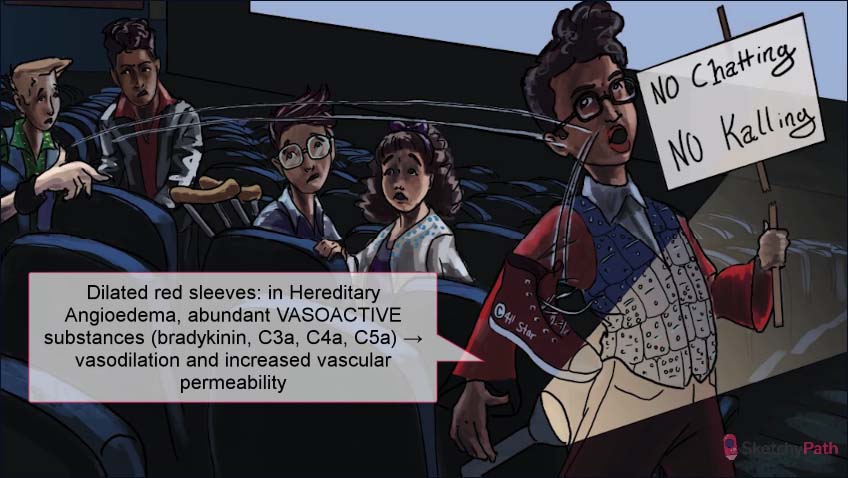 NO Chatting
NO Kalling
C4ll Star
Dilated red sleeves: in Hereditary
Angioedema, abundant VASOACTIVE
substances (bradykinin, C3a, C4a, C5a) →
vasodilation and increased vascular
permeability
SketchyPath